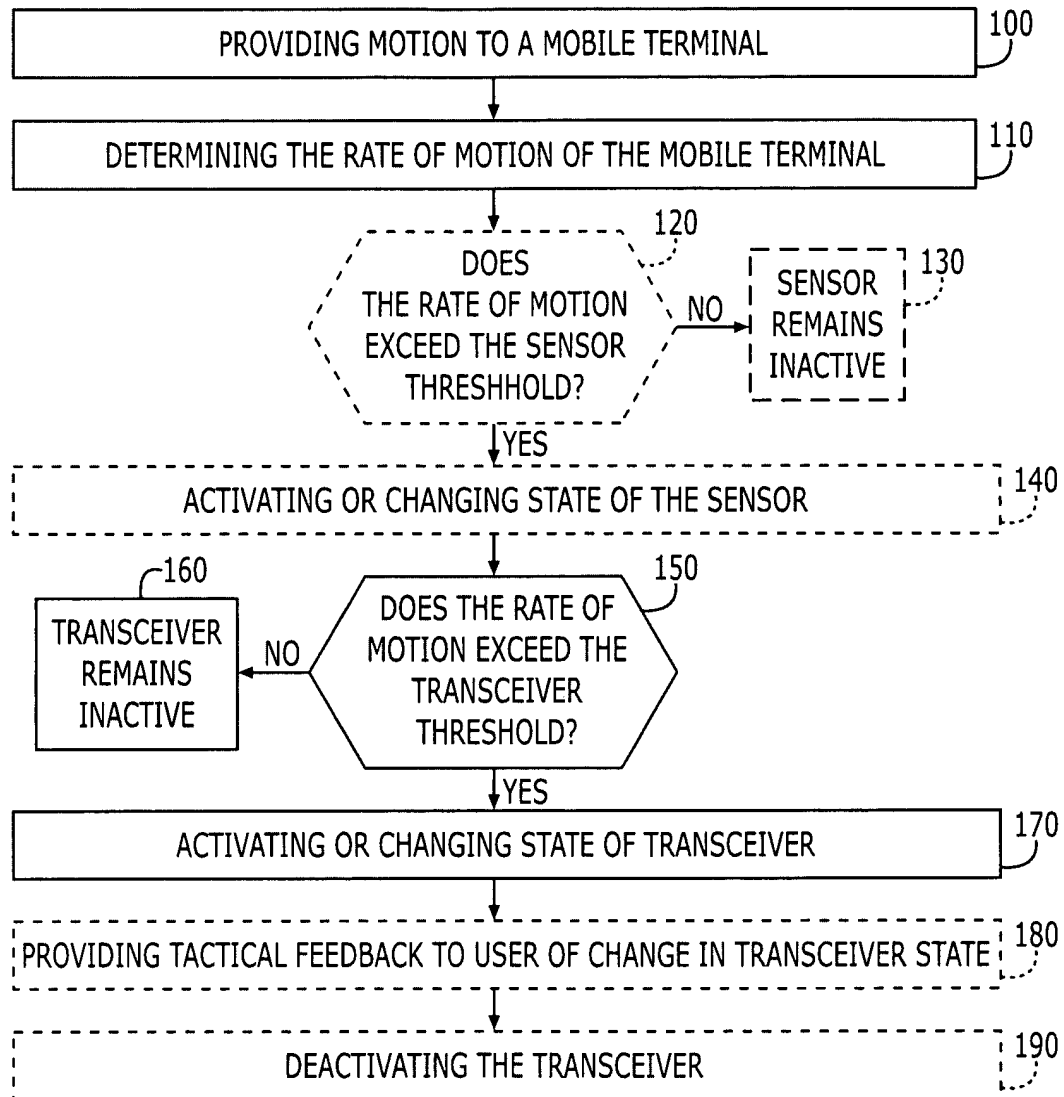 100
PROVIDING MOTION TO A MOBILE TERMINAL
110
DETERMINING THE RATE OF MOTION OF THE MOBILE TERMINAL
120
DOES
THE RATE OF MOTION
EXCEED THE SENSOR
THRESHHOLD?
NO
130
SENSOR
REMAINS
INACTIVE
YES
140
ACTIVATING OR CHANGING STATE OF THE SENSOR
150
DOES THE RATE OF
MOTION EXCEED THE
TRANSCEIVER
THRESHOLD?
NO
160
TRANSCEIVER
REMAINS
INACTIVE
YES
170
ACTIVATING OR CHANGING STATE OF TRANSCEIVER
180
PROVIDING TACTICAL FEEDBACK TO USER OF CHANGE IN TRANSCEIVER STATE
190
DEACTIVATING THE TRANSCEIVER